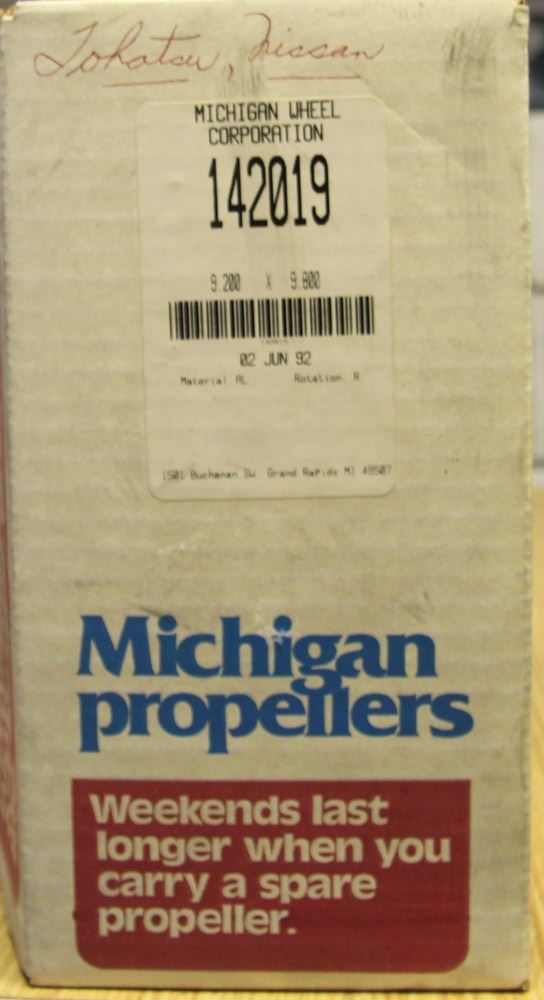 Tohatsu, Nissan
MICHIGAN WHEEL
CORPORATION
142019
9.200 X 9.800
02 JUN 92
Material AL Rotation R
1501 Buchanan SW Grand Rapids MI 49507
Michigan
propellers
Weekends last
longer when you
carry a spare
propeller.